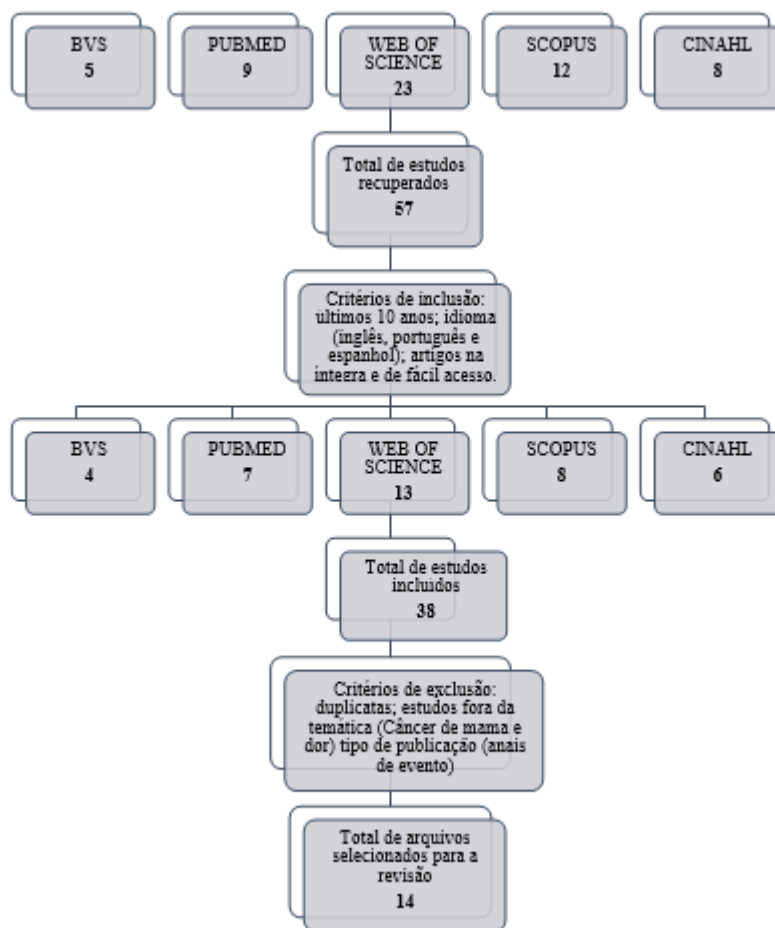 BVS
5
PUBMED
9
WEB OF
SCIENCE
23
SCOPUS
12
CINAHL
8
Total de estudos
recuperados
57
Critérios de inclusão:
últimos 10 anos; idioma
(inglês, português e
espanhol); artigos na
íntegra e de fácil acesso.
BVS
4
PUBMED
7
WEB OF
SCIENCE
13
SCOPUS
8
CINAHL
6
Total de estudos
incluídos
38
Critérios de exclusão:
duplicatas; estudos fora da
temática (Câncer de mama e
dor) tipo de publicação (anais
de evento)
Total de arquivos
selecionados para a
revisão
14